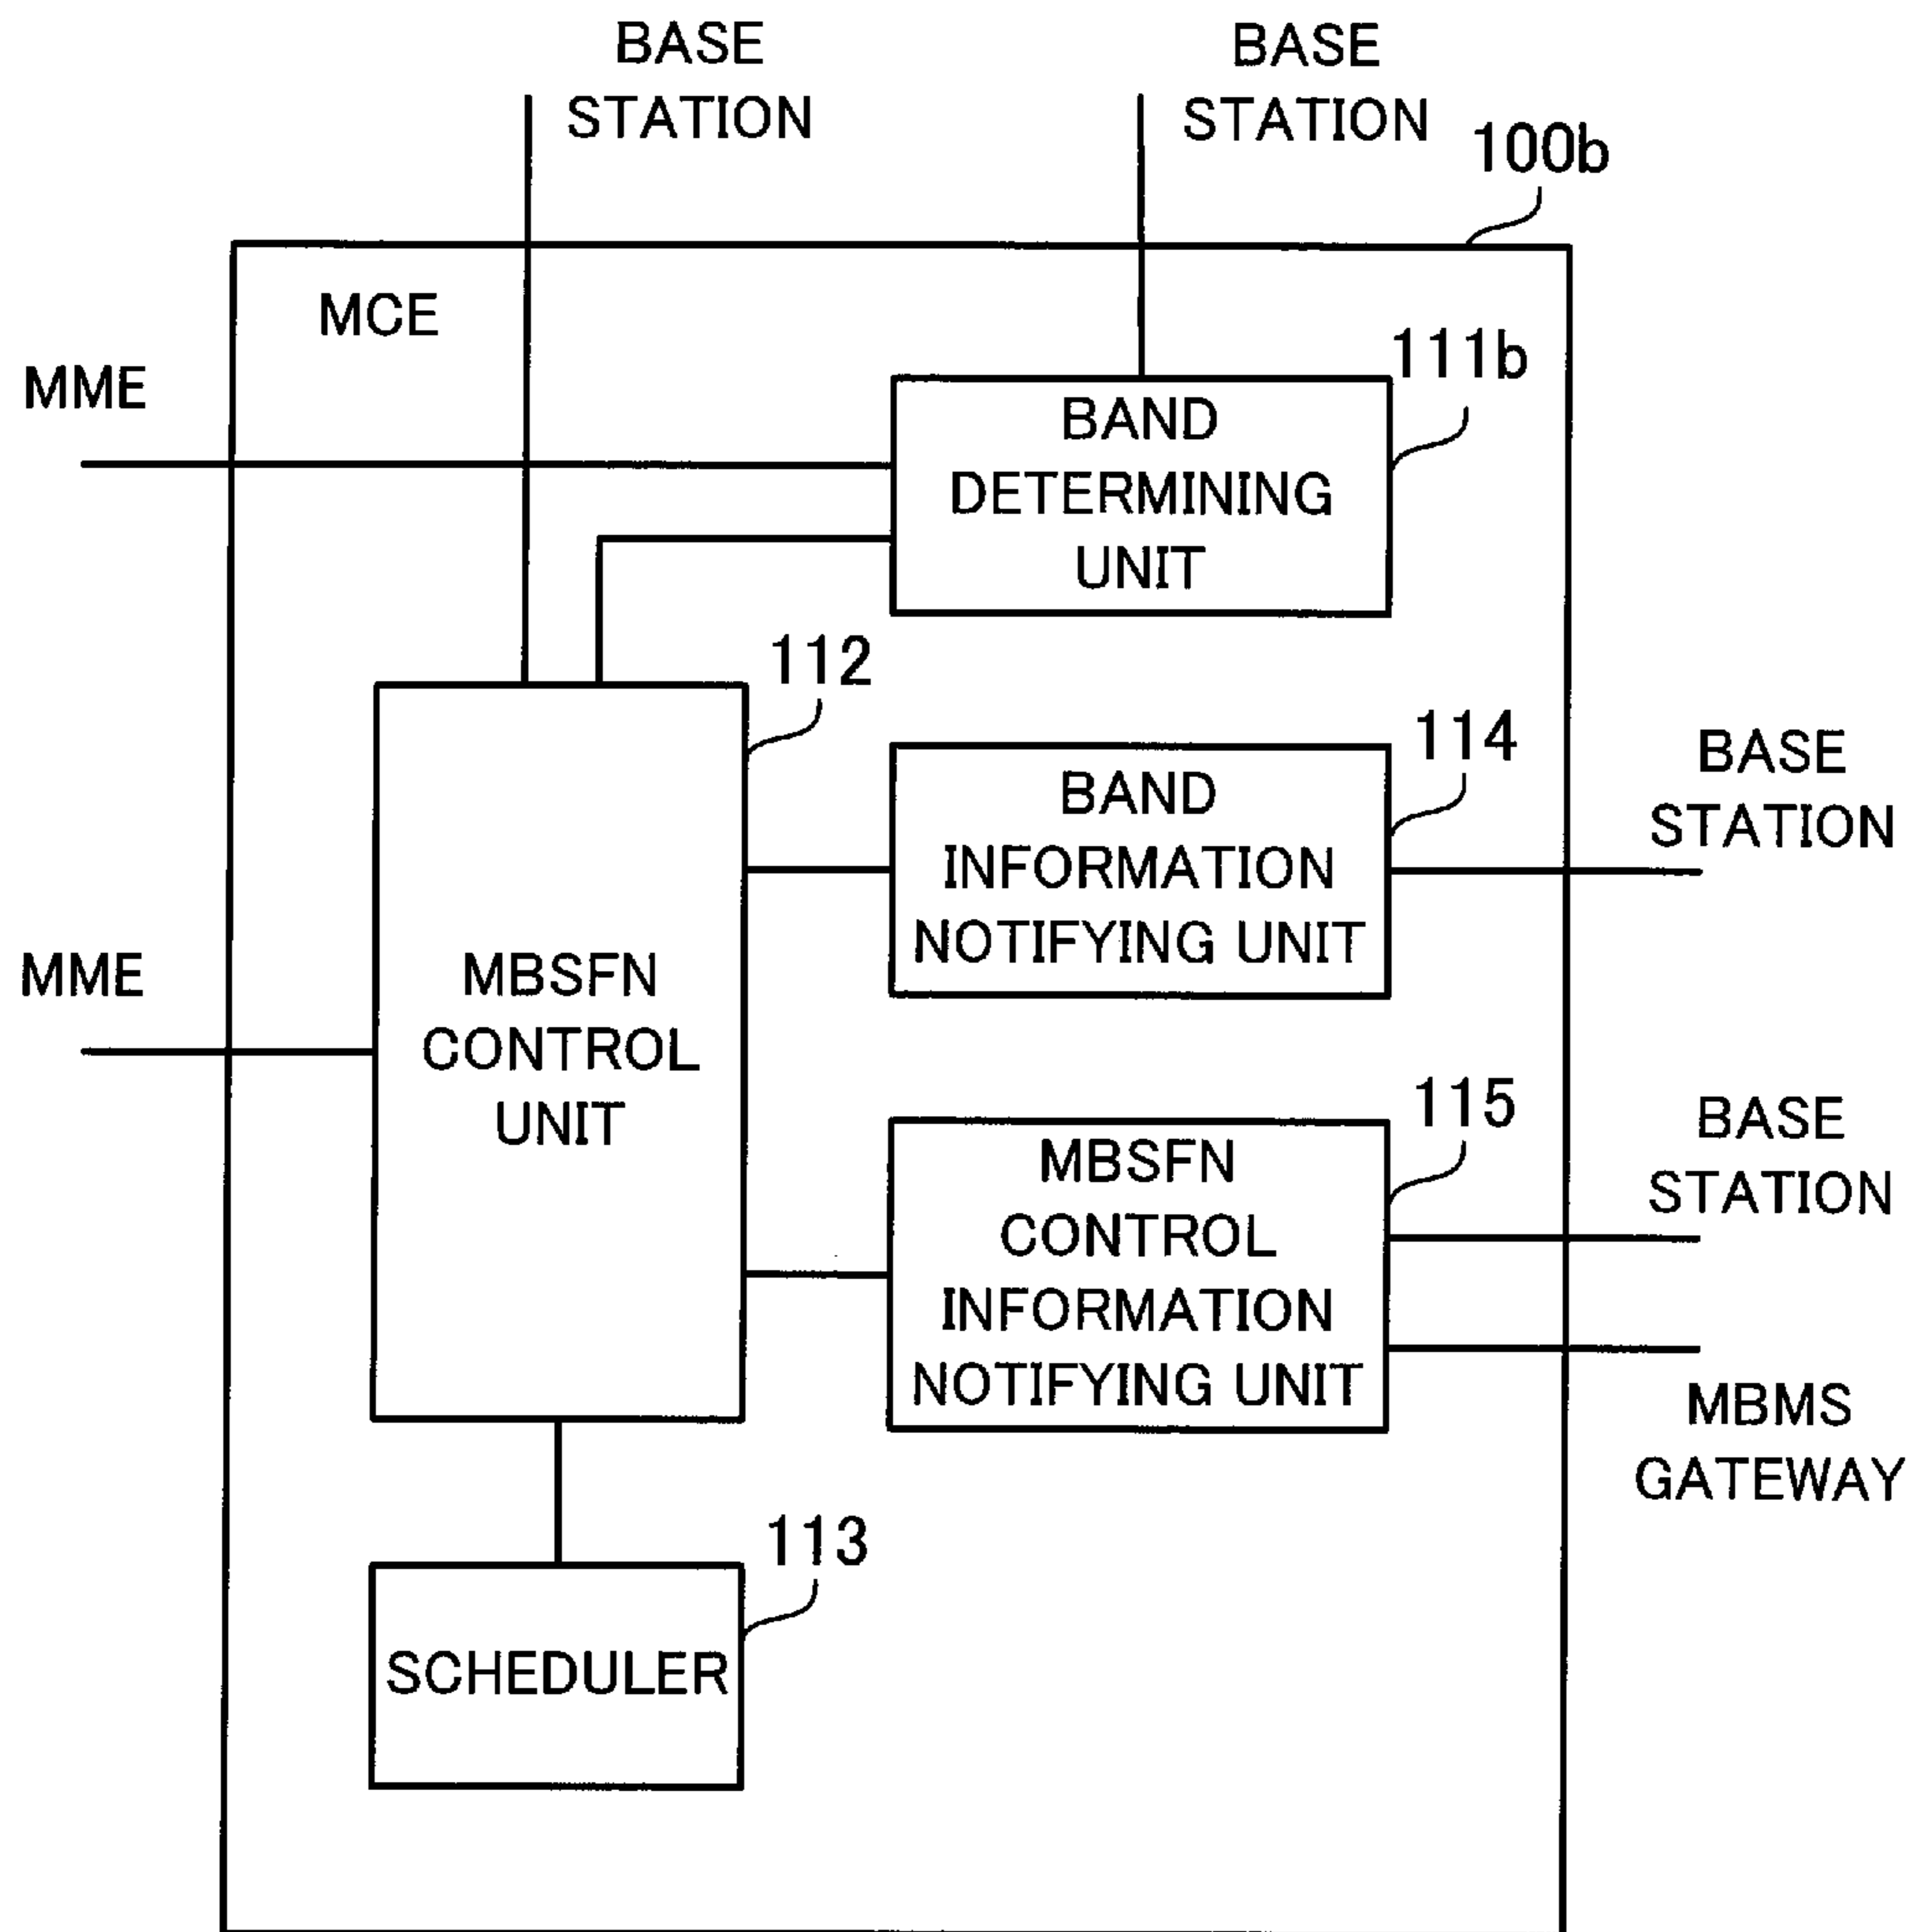 BASE
STATION
BASE
STATION
100b
MCE
MME
111b
BAND
DETERMINING
UNIT
112
114
BAND
INFORMATION
NOTIFYING UNIT
BASE
STATION
MME
MBSFN
CONTROL
UNIT
115
MBSFN
CONTROL
INFORMATION
NOTIFYING UNIT
BASE
STATION
MBMS
GATEWAY
113
SCHEDULER